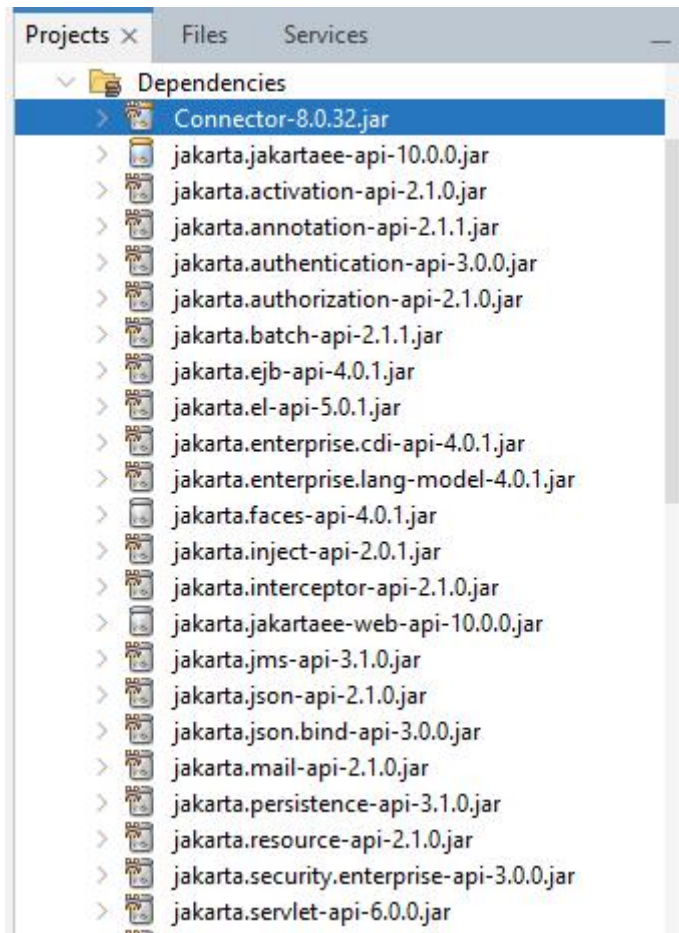 Projects × Files Services
Dependencies
Connector-8.0.32.jar
jakarta.jakartaee-api-10.0.0.jar
jakarta.activation-api-2.1.0.jar
jakarta.annotation-api-2.1.1.jar
jakarta.authentication-api-3.0.0.jar
jakarta.authorization-api-2.1.0.jar
jakarta.batch-api-2.1.1.jar
jakarta.ejb-api-4.0.1.jar
jakarta.el-api-5.0.1.jar
jakarta.enterprise.cdi-api-4.0.1.jar
jakarta.enterprise.lang-model-4.0.1.jar
jakarta.faces-api-4.0.1.jar
jakarta.inject-api-2.0.1.jar
jakarta.interceptor-api-2.1.0.jar
jakarta.jakartaee-web-api-10.0.0.jar
jakarta.jms-api-3.1.0.jar
jakarta.json-api-2.1.0.jar
jakarta.json.bind-api-3.0.0.jar
jakarta.mail-api-2.1.0.jar
jakarta.persistence-api-3.1.0.jar
jakarta.resource-api-2.1.0.jar
jakarta.security.enterprise-api-3.0.0.jar
jakarta.servlet-api-6.0.0.jar